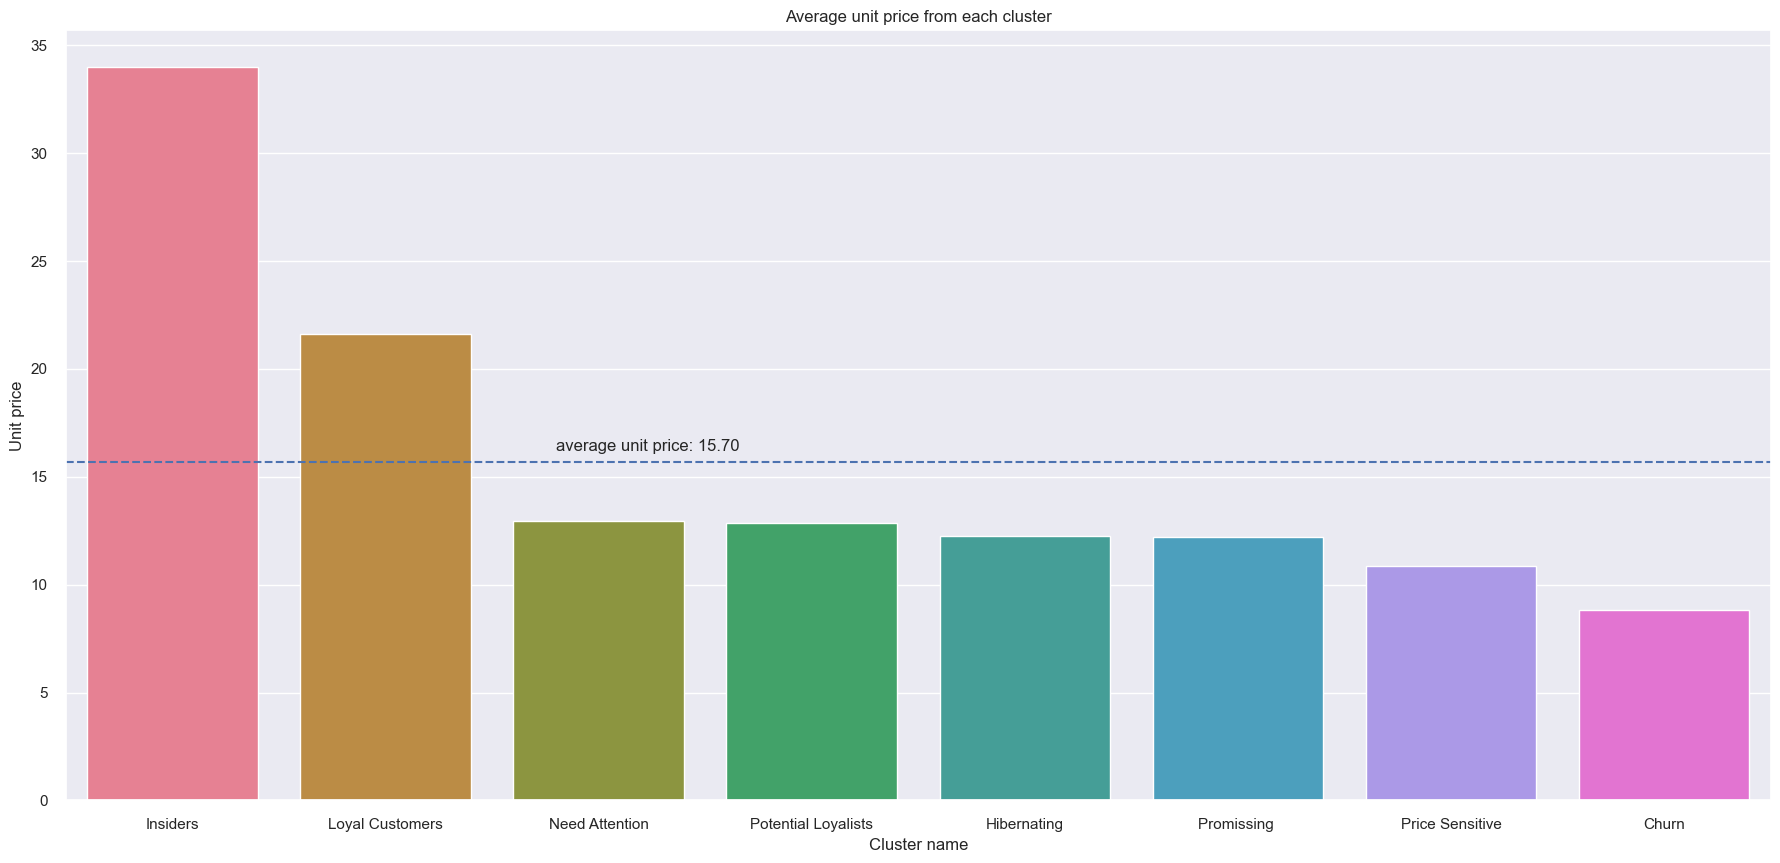 Average unit price from each cluster
35
30
25
20
15
10
5
0
Unit price
average unit price: 15.70
Insiders
Loyal Customers
Need Attention
Potential Loyalists
Hibernating
Promissing
Price Sensitive
Churn
Cluster name